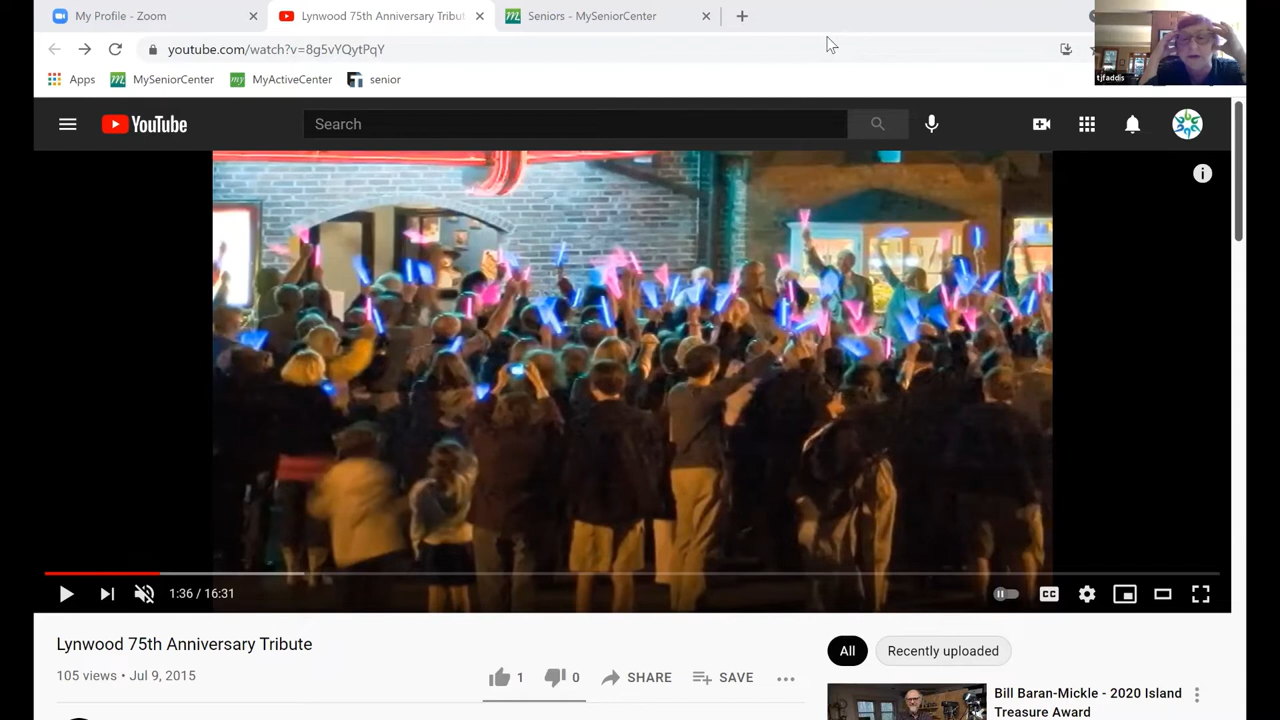 My Profile - Zoom
Lynwood 75th Anniversary Tribut
Seniors - MySeniorCenter
youtube.com/watch?v=8g5vYQytPqY
Apps
MySeniorCenter
MyActiveCenter
senior
tjfaddis
YouTube
Search
1:36 / 16:31
CC
Lynwood 75th Anniversary Tribute
105 views • Jul 9, 2015
1
0
SHARE
SAVE
All
Recently uploaded
Bill Baran-Mickle - 2020 Island
Treasure Award